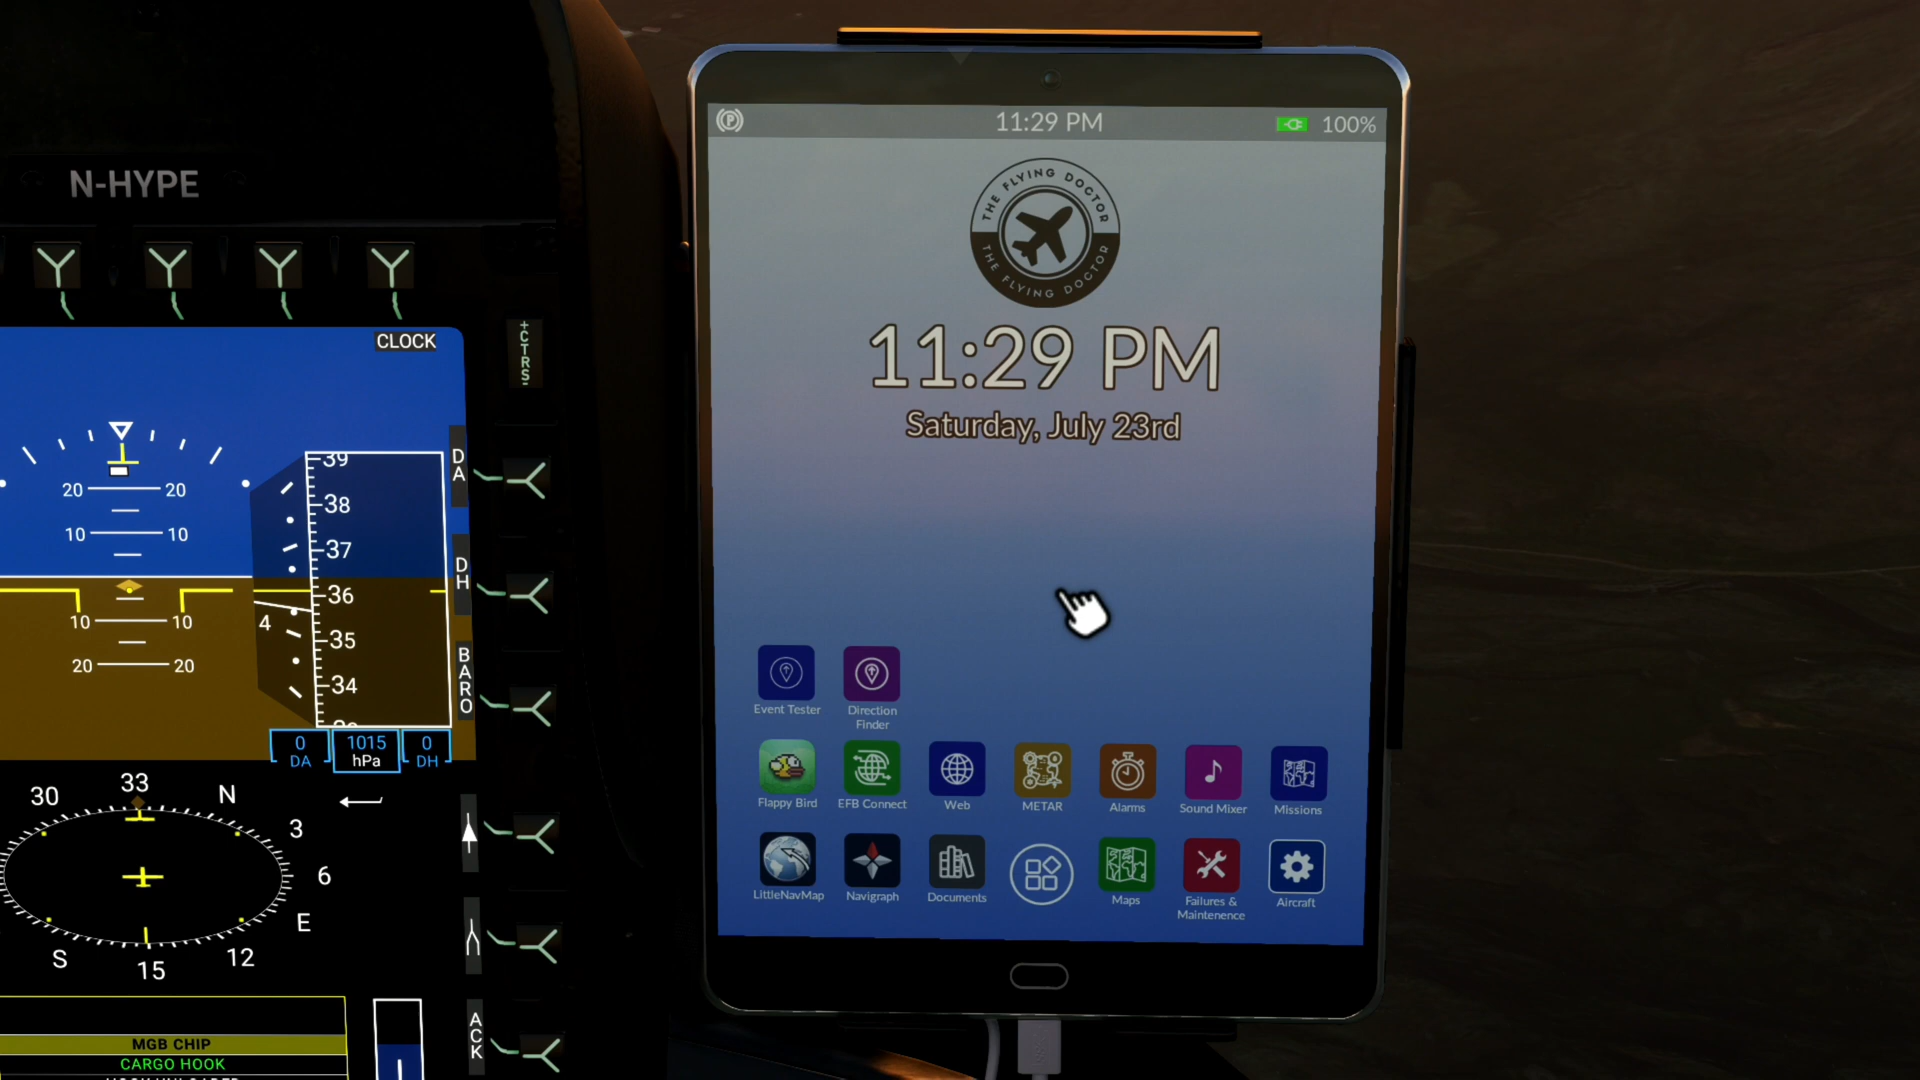 N-HYPE
CLOCK
+CTRS-
DA
DH
BARO
ACK
20 20
10 10
10 10
20 20
39
38
37
36
35
34
4
0
DA
1015
hPa
0
DH
30
33
N
3
6
E
12
15
S
MGB CHIP
CARGO HOOK
11:29 PM
100%
THE FLYING DOCTOR
THE FLYING DOCTOR
11:29 PM
Saturday, July 23rd
Event Tester
Direction
Finder
Flappy Bird
EFB Connect
Web
METAR
Alarms
Sound Mixer
Missions
LittleNavMap
Navigraph
Documents
Maps
Failures &
Maintenence
Aircraft